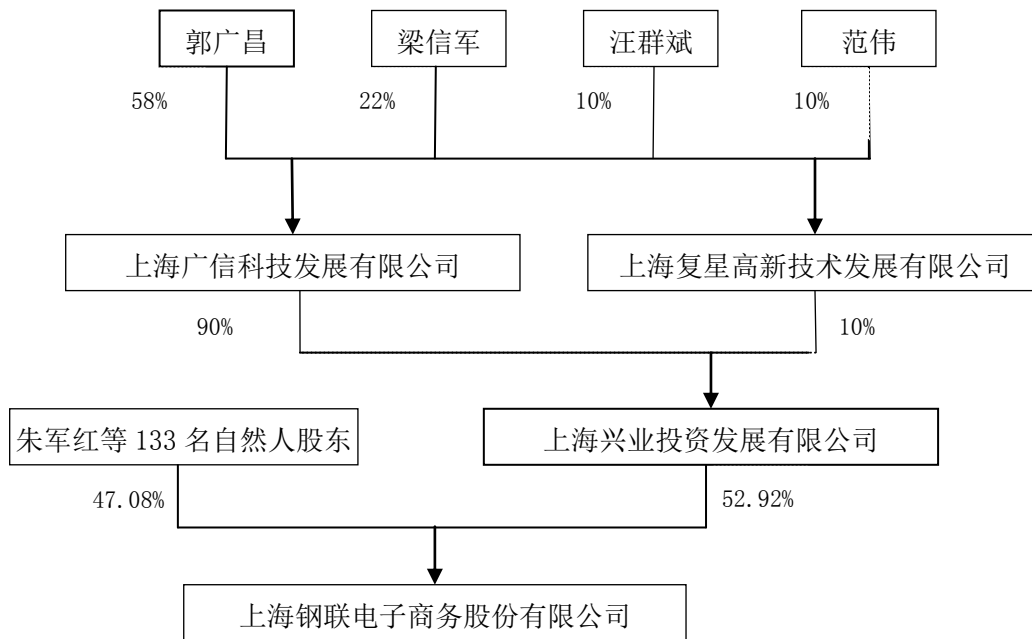 郭广昌
梁信军
汪群斌
范伟
58%
22%
10%
10%
上海广信科技发展有限公司
上海复星高新技术发展有限公司
90%
10%
朱军红等 133 名自然人股东
上海兴业投资发展有限公司
47.08%
52.92%
上海钢联电子商务股份有限公司